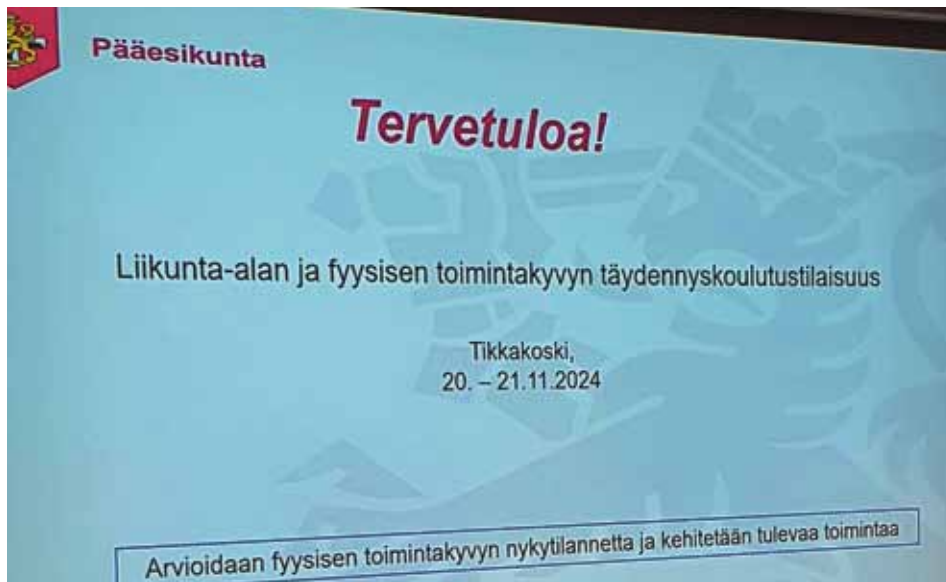 Pääesikunta
Tervetuloa!
Liikunta-alan ja fyysisen toimintakyvyn täydennyskoulutustilaisuus
Tikkakoski,
20. – 21.11.2024
Arvioidaan fyysisen toimintakyvyn nykytilannetta ja kehitetään tulevaa toimintaa